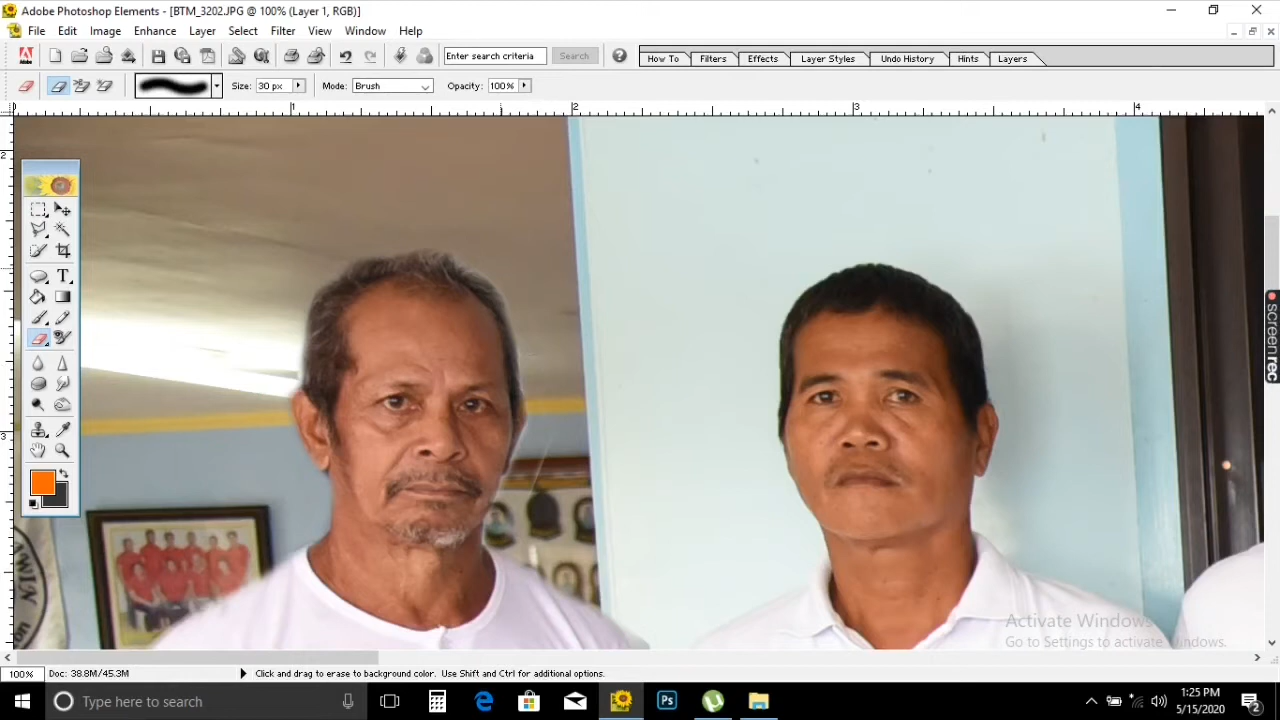 Adobe Photoshop Elements - [BTM_3202.JPG @ 100% (Layer 1, RGB)]
File Edit Image Enhance Layer Select Filter View Window Help
Enter search criteria Search How To Filters Effects Layer Styles Undo History Hints Layers
Size: 30 px Mode: Brush Opacity: 100%
1 2 3 4
2
3
screenrec
Activate Windows
Go to Settings to activate Windows.
100% Doc: 38.8M/45.3M Click and drag to erase to background color. Use Shift and Ctrl for additional options.
Type here to search
Ps
1:25 PM
5/15/2020
2